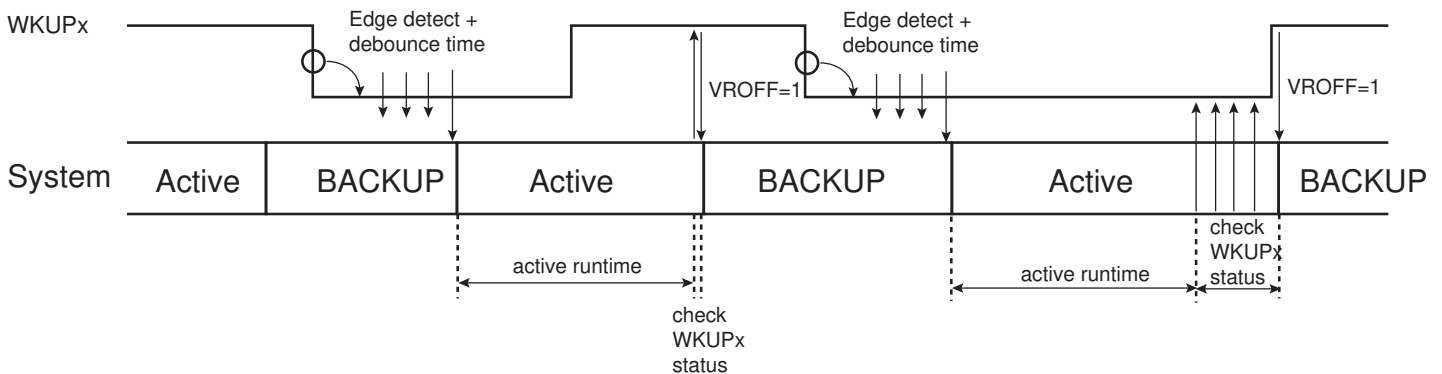 WKUPx
Edge detect +
debounce time
VROFF=1
Edge detect +
debounce time
VROFF=1
System
Active
BACKUP
Active
BACKUP
Active
BACKUP
active runtime
check
WKUPx
status
active runtime
check
WKUPx
status